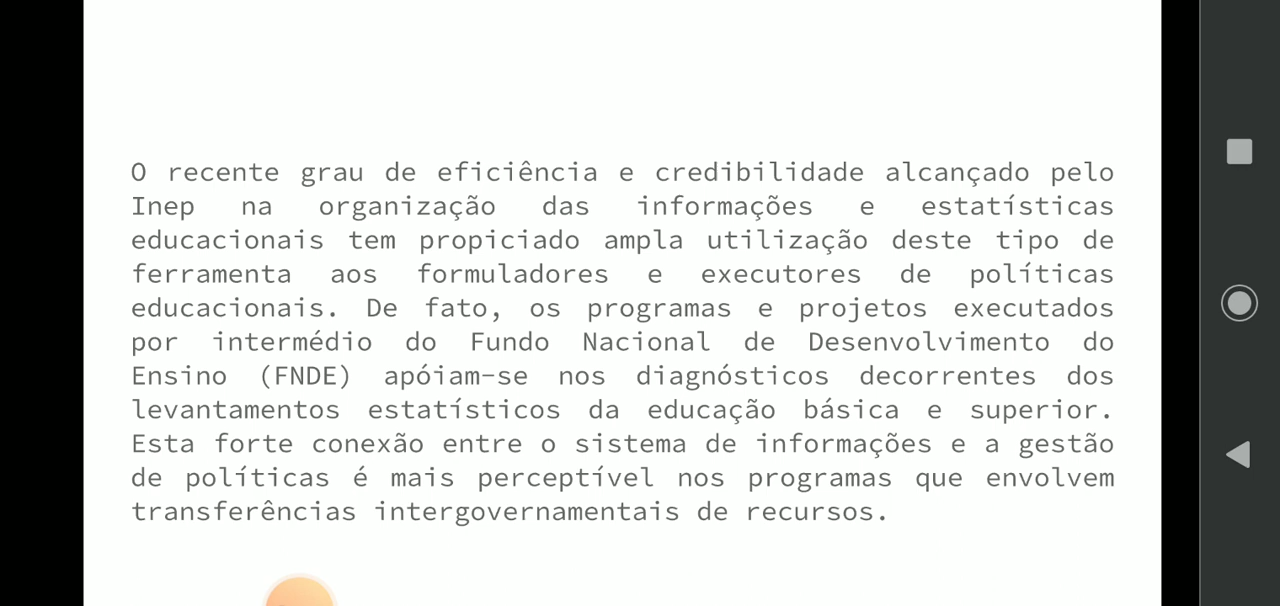 O recente grau de eficiência e credibilidade alcançado pelo
Inep na organização das informações e estatísticas
educacionais tem propiciado ampla utilização deste tipo de
ferramenta aos formuladores e executores de políticas
educacionais. De fato, os programas e projetos executados
por intermédio do Fundo Nacional de Desenvolvimento do
Ensino (FNDE) apóiam-se nos diagnósticos decorrentes dos
levantamentos estatísticos da educação básica e superior.
Esta forte conexão entre o sistema de informações e a gestão
de políticas é mais perceptível nos programas que envolvem
transferências intergovernamentais de recursos.